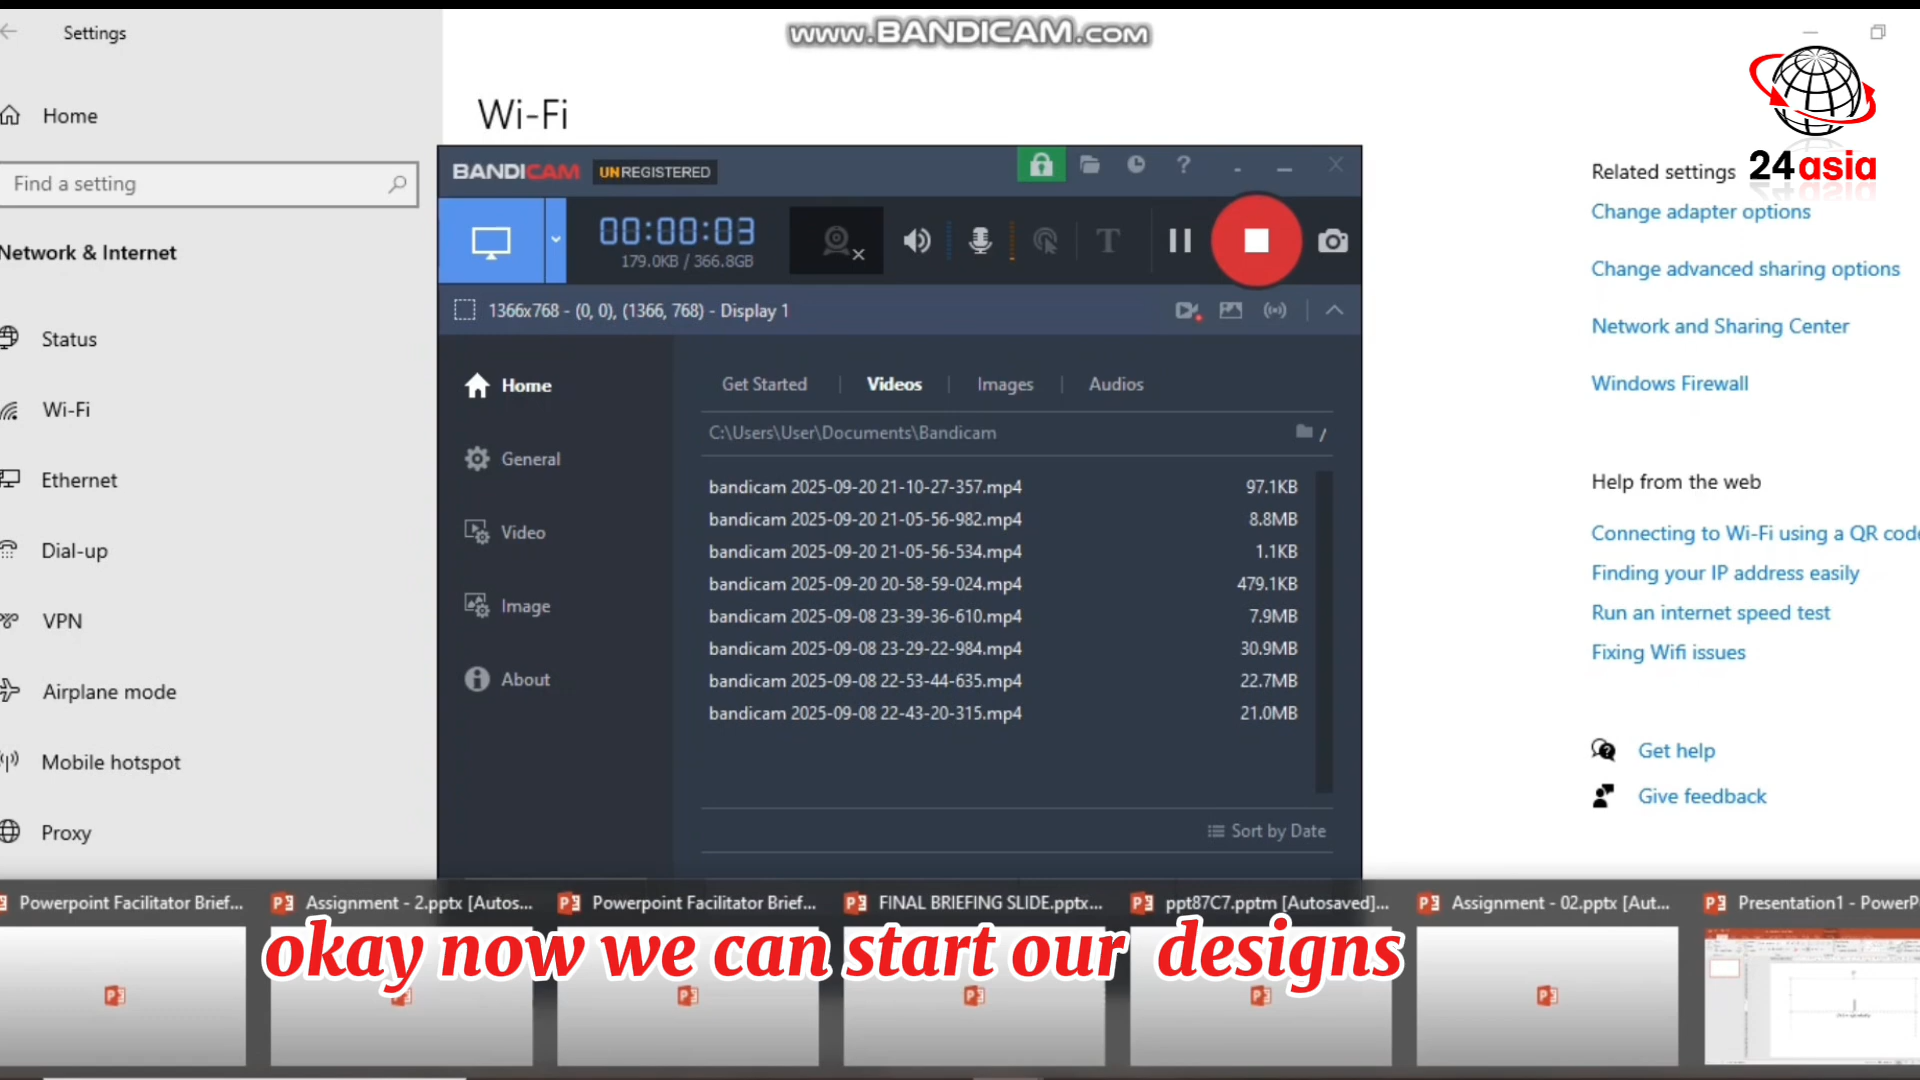 Settings
www.BANDICAM.com
Home
Find a setting
Network & Internet
Status
Wi-Fi
Ethernet
Dial-up
VPN
Airplane mode
Mobile hotspot
Proxy
Wi-Fi
BANDICAM UNREGISTERED
00:00:03
179.0KB / 366.8GB
1366x768 - (0, 0), (1366, 768) - Display 1
Home
General
Video
Image
About
Get Started Videos Images Audios
C:\Users\User\Documents\Bandicam
bandicam 2025-09-20 21-10-27-357.mp4 97.1KB
bandicam 2025-09-20 21-05-56-982.mp4 8.8MB
bandicam 2025-09-20 21-05-56-534.mp4 1.1KB
bandicam 2025-09-20 20-58-59-024.mp4 479.1KB
bandicam 2025-09-08 23-39-36-610.mp4 7.9MB
bandicam 2025-09-08 23-29-22-984.mp4 30.9MB
bandicam 2025-09-08 22-53-44-635.mp4 22.7MB
bandicam 2025-09-08 22-43-20-315.mp4 21.0MB
Sort by Date
24asia
Related settings
Change adapter options
Change advanced sharing options
Network and Sharing Center
Windows Firewall
Help from the web
Connecting to Wi-Fi using a QR code
Finding your IP address easily
Run an internet speed test
Fixing Wifi issues
Get help
Give feedback
Powerpoint Facilitator Brief... Assignment - 2.pptx [Autos... Powerpoint Facilitator Brief... FINAL BRIEFING SLIDE.pptx... ppt87C7.pptm [Autosaved]... Assignment - 02.pptx [Aut... Presentation1 - PowerP
okay now we can start our designs